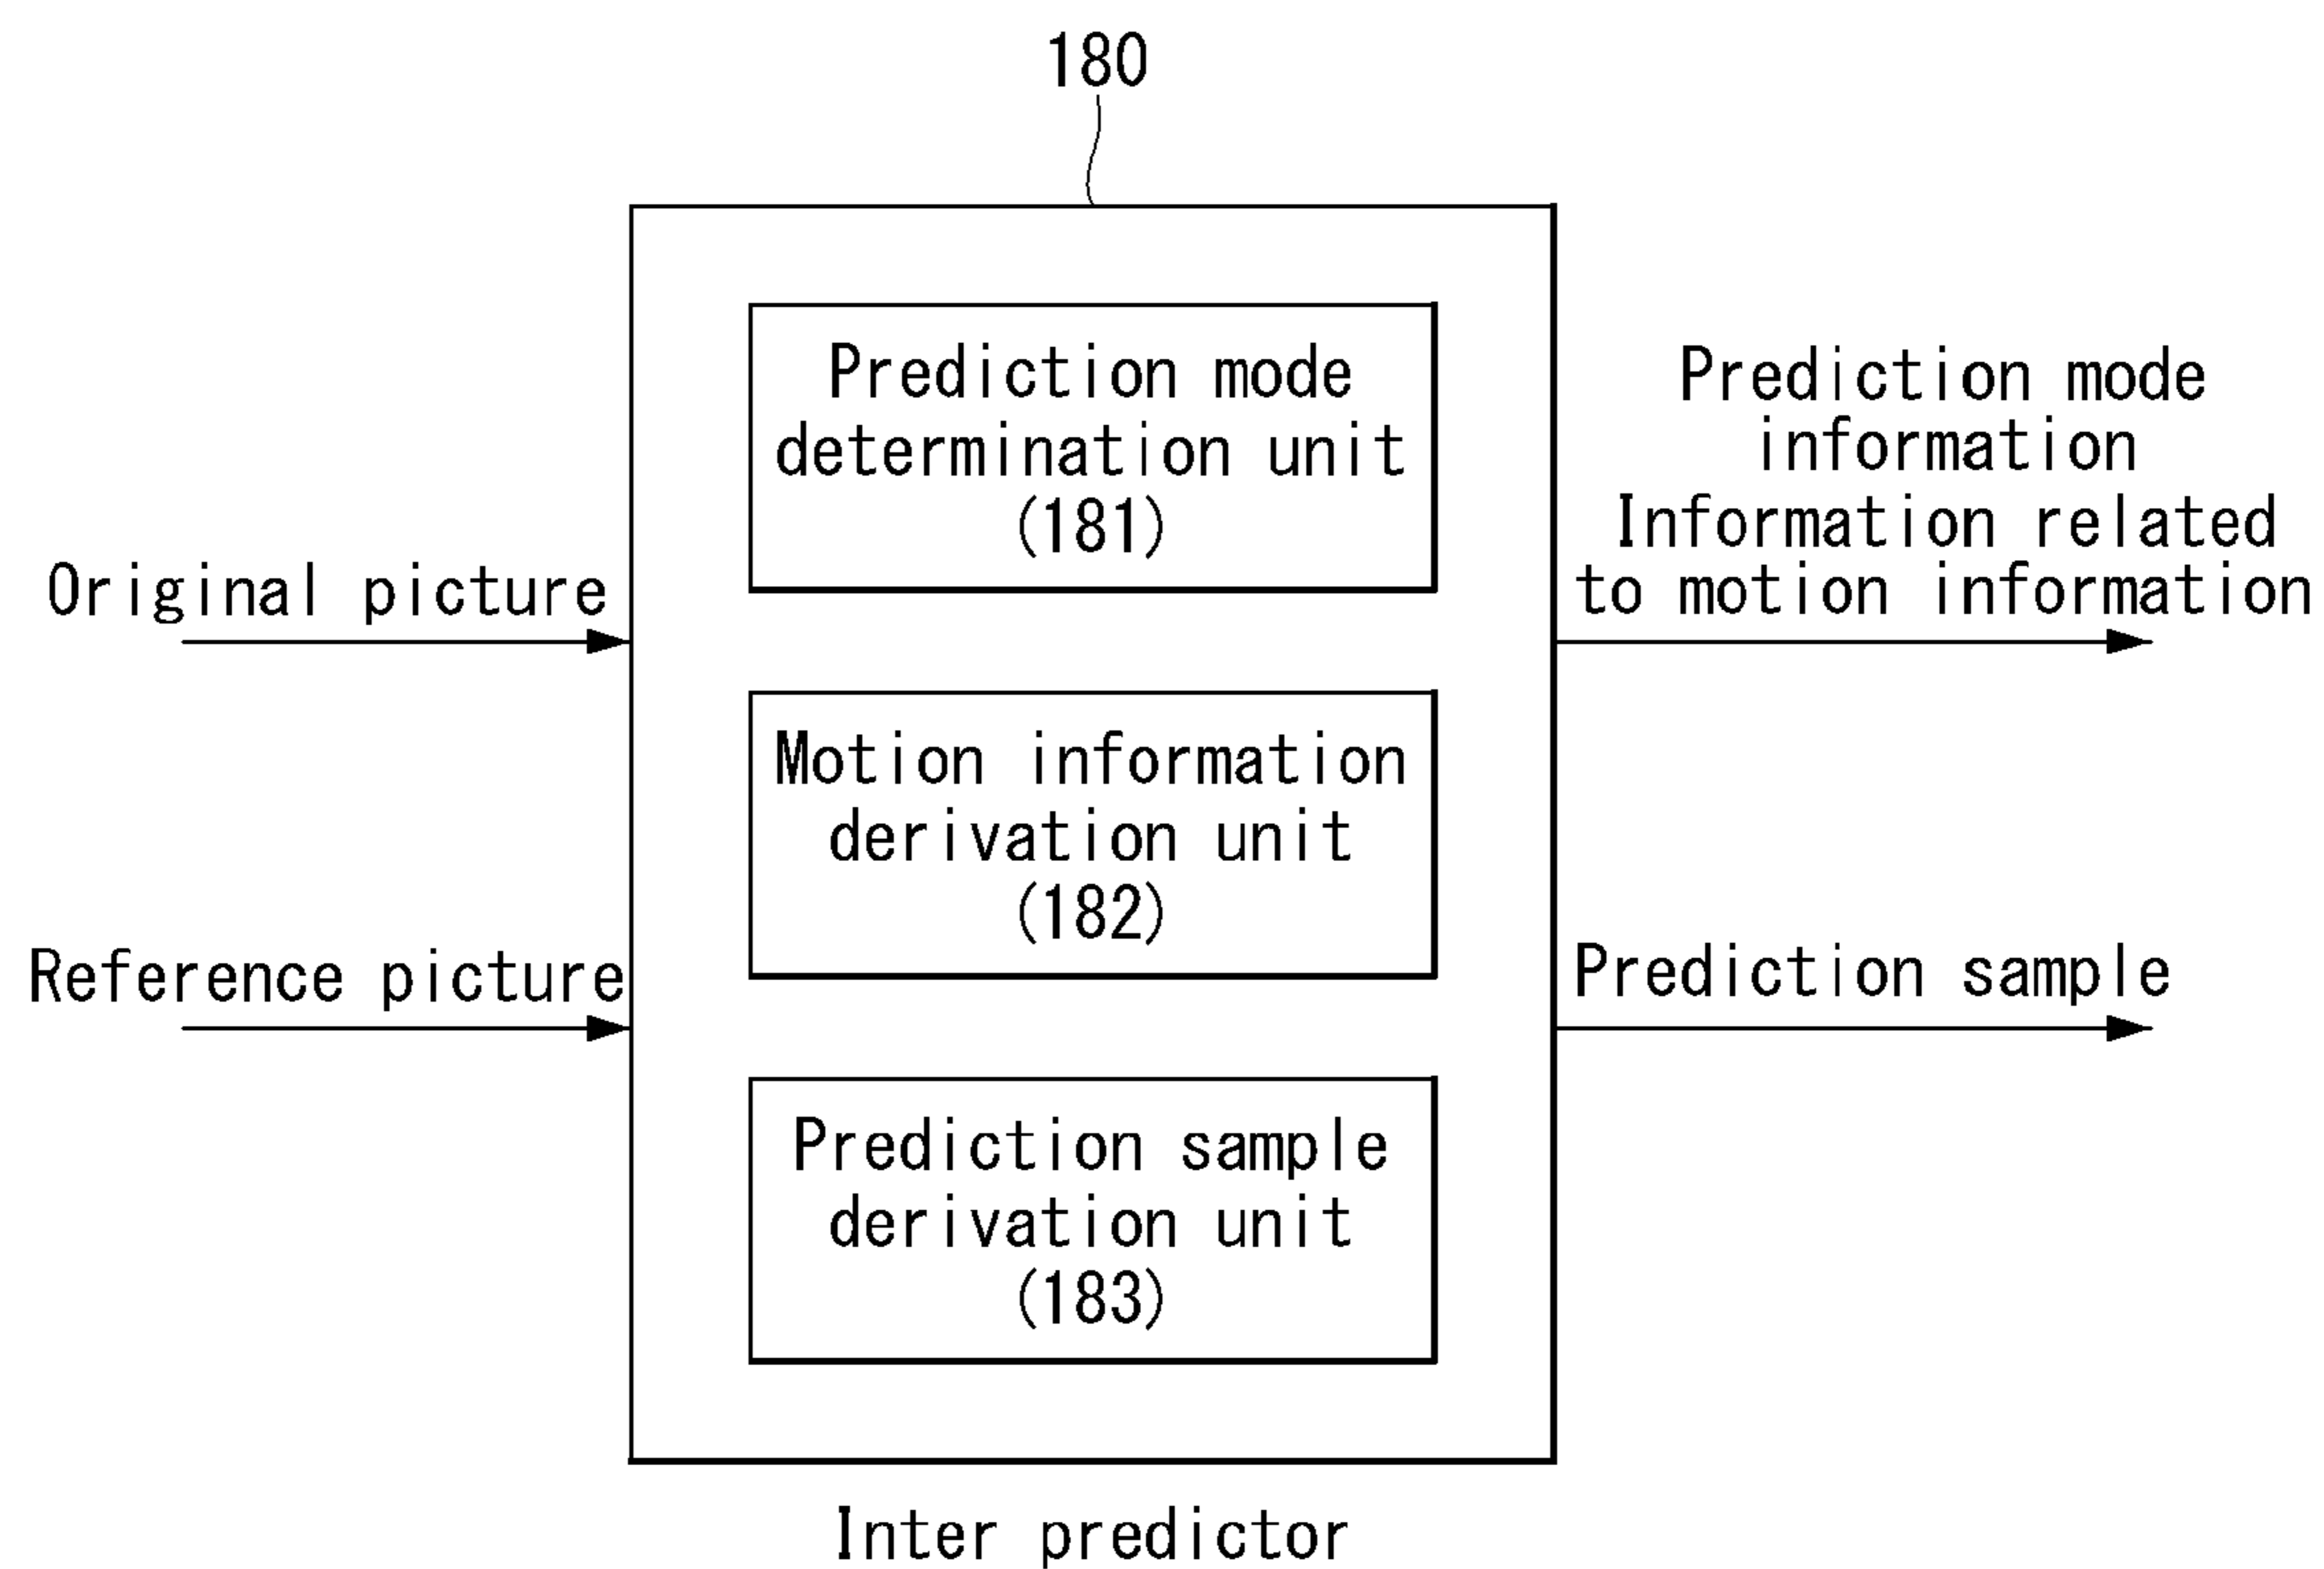 180
Prediction mode
determination unit
(181)
Original picture
Prediction mode
information
Information related
to motion information
Motion information
derivation unit
(182)
Reference picture
Prediction sample
Prediction sample
derivation unit
(183)
Inter predictor